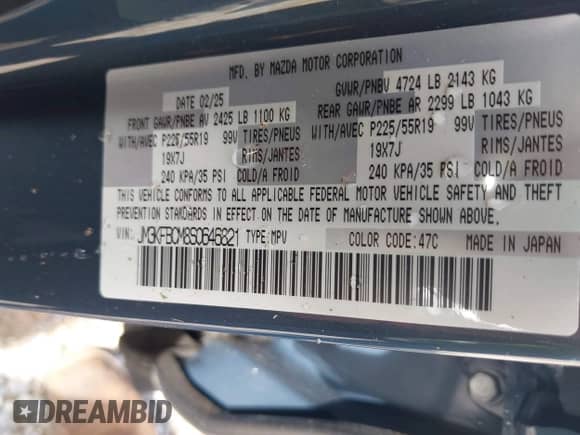 MFD. BY MAZDA MOTOR CORPORATION
DATE 02/25 GVWR/PNBV 4724 LB 2143 KG
FRONT GAWR/PNBE AV 2425 LB 1100 KG REAR GAWR/PNBE AR 2299 LB 1043 KG
WITH/AVEC P225/55R19 99V TIRES/PNEUS WITH/AVEC P225/55R19 99V TIRES/PNEUS
19X7J RIMS/JANTES 19X7J RIMS/JANTES
240 KPA/35 PSI COLD/A FROID 240 KPA/35 PSI COLD/A FROID
THIS VEHICLE CONFORMS TO ALL APPLICABLE FEDERAL MOTOR VEHICLE SAFETY AND THEFT
PREVENTION STANDARDS IN EFFECT ON THE DATE OF MANUFACTURE SHOWN ABOVE.
VIN: JM3KFBCM8S0646821 TYPE:MPV COLOR CODE:47C MADE IN JAPAN
DREAMBID